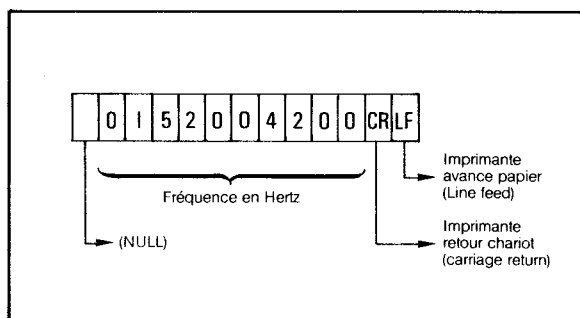 0 1 5 2 0 0 4 2 0 0 CR LF
Imprimante
avance papier
(Line feed)
Fréquence en Hertz
(NULL)
Imprimante
retour chariot
(carriage return)